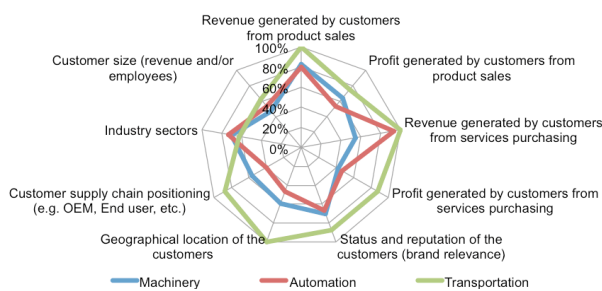 Revenue generated by customers
from product sales
100%
80%
60%
40%
20%
0%
Customer size (revenue and/or
employees)
Profit generated by customers from
product sales
Industry sectors
Revenue generated by customers
from services purchasing
Customer supply chain positioning
(e.g. OEM, End user, etc.)
Profit generated by customers from
services purchasing
Geographical location of the
customers
Status and reputation of the
customers (brand relevance)
Machinery
Automation
Transportation